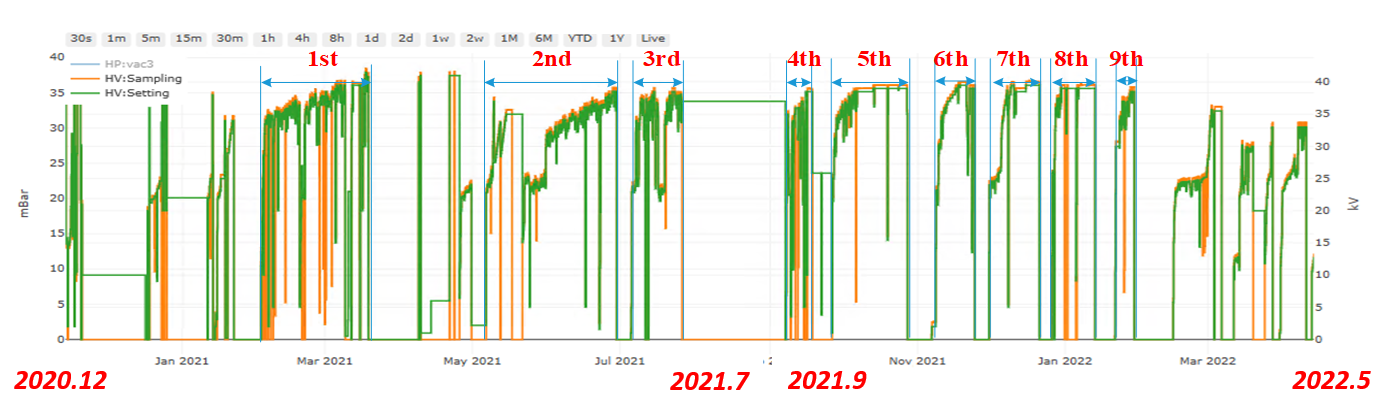 30s 1m 5m 15m 30m 1h 4h 8h 1d 2d 1w 2w 1M 6M YTD 1Y Live
1st 2nd 3rd 4th 5th 6th 7th 8th 9th
HP:vac3
HV:Sampling
HV:Setting
40
35
30
25
20
15
10
5
0
mBar
40
35
30
25
20
15
10
5
0
kV
Jan 2021 Mar 2021 May 2021 Jul 2021 Nov 2021 Jan 2022 Mar 2022
2020.12 2021.7 2021.9 2022.5